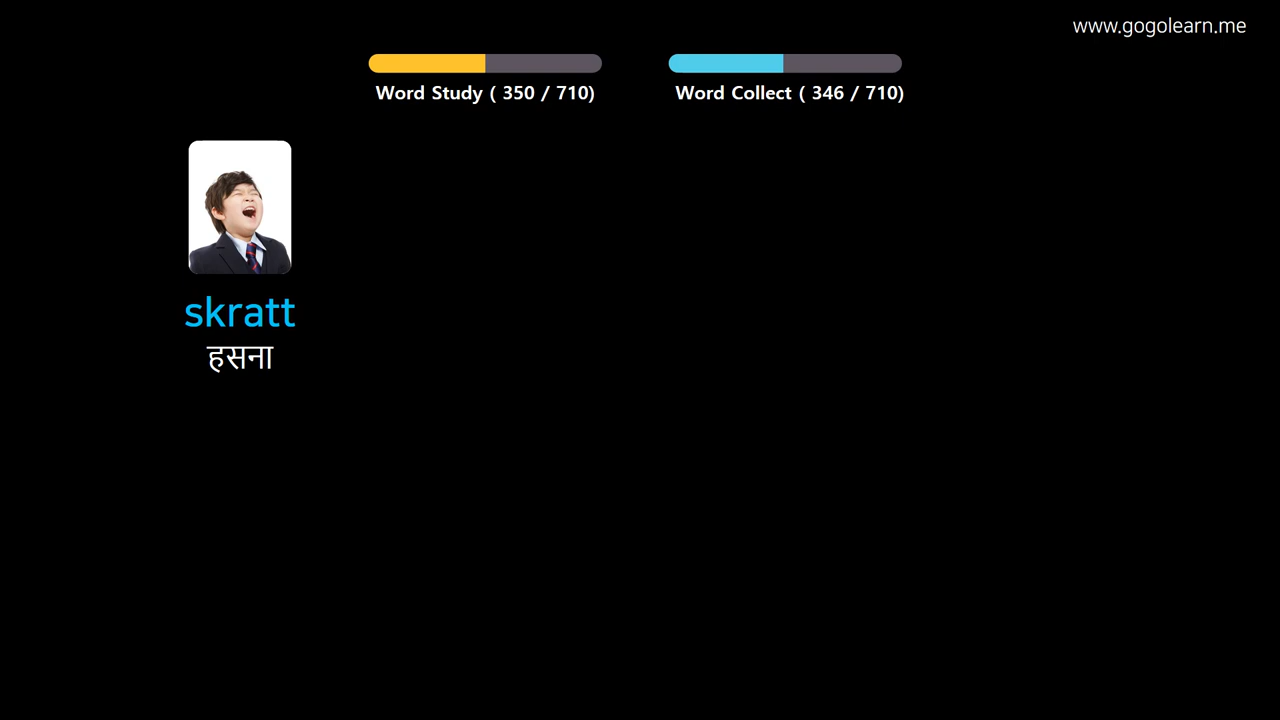 www.gogolearn.me
Word Study ( 350 / 710)
Word Collect ( 346 / 710)
skratt
हसना